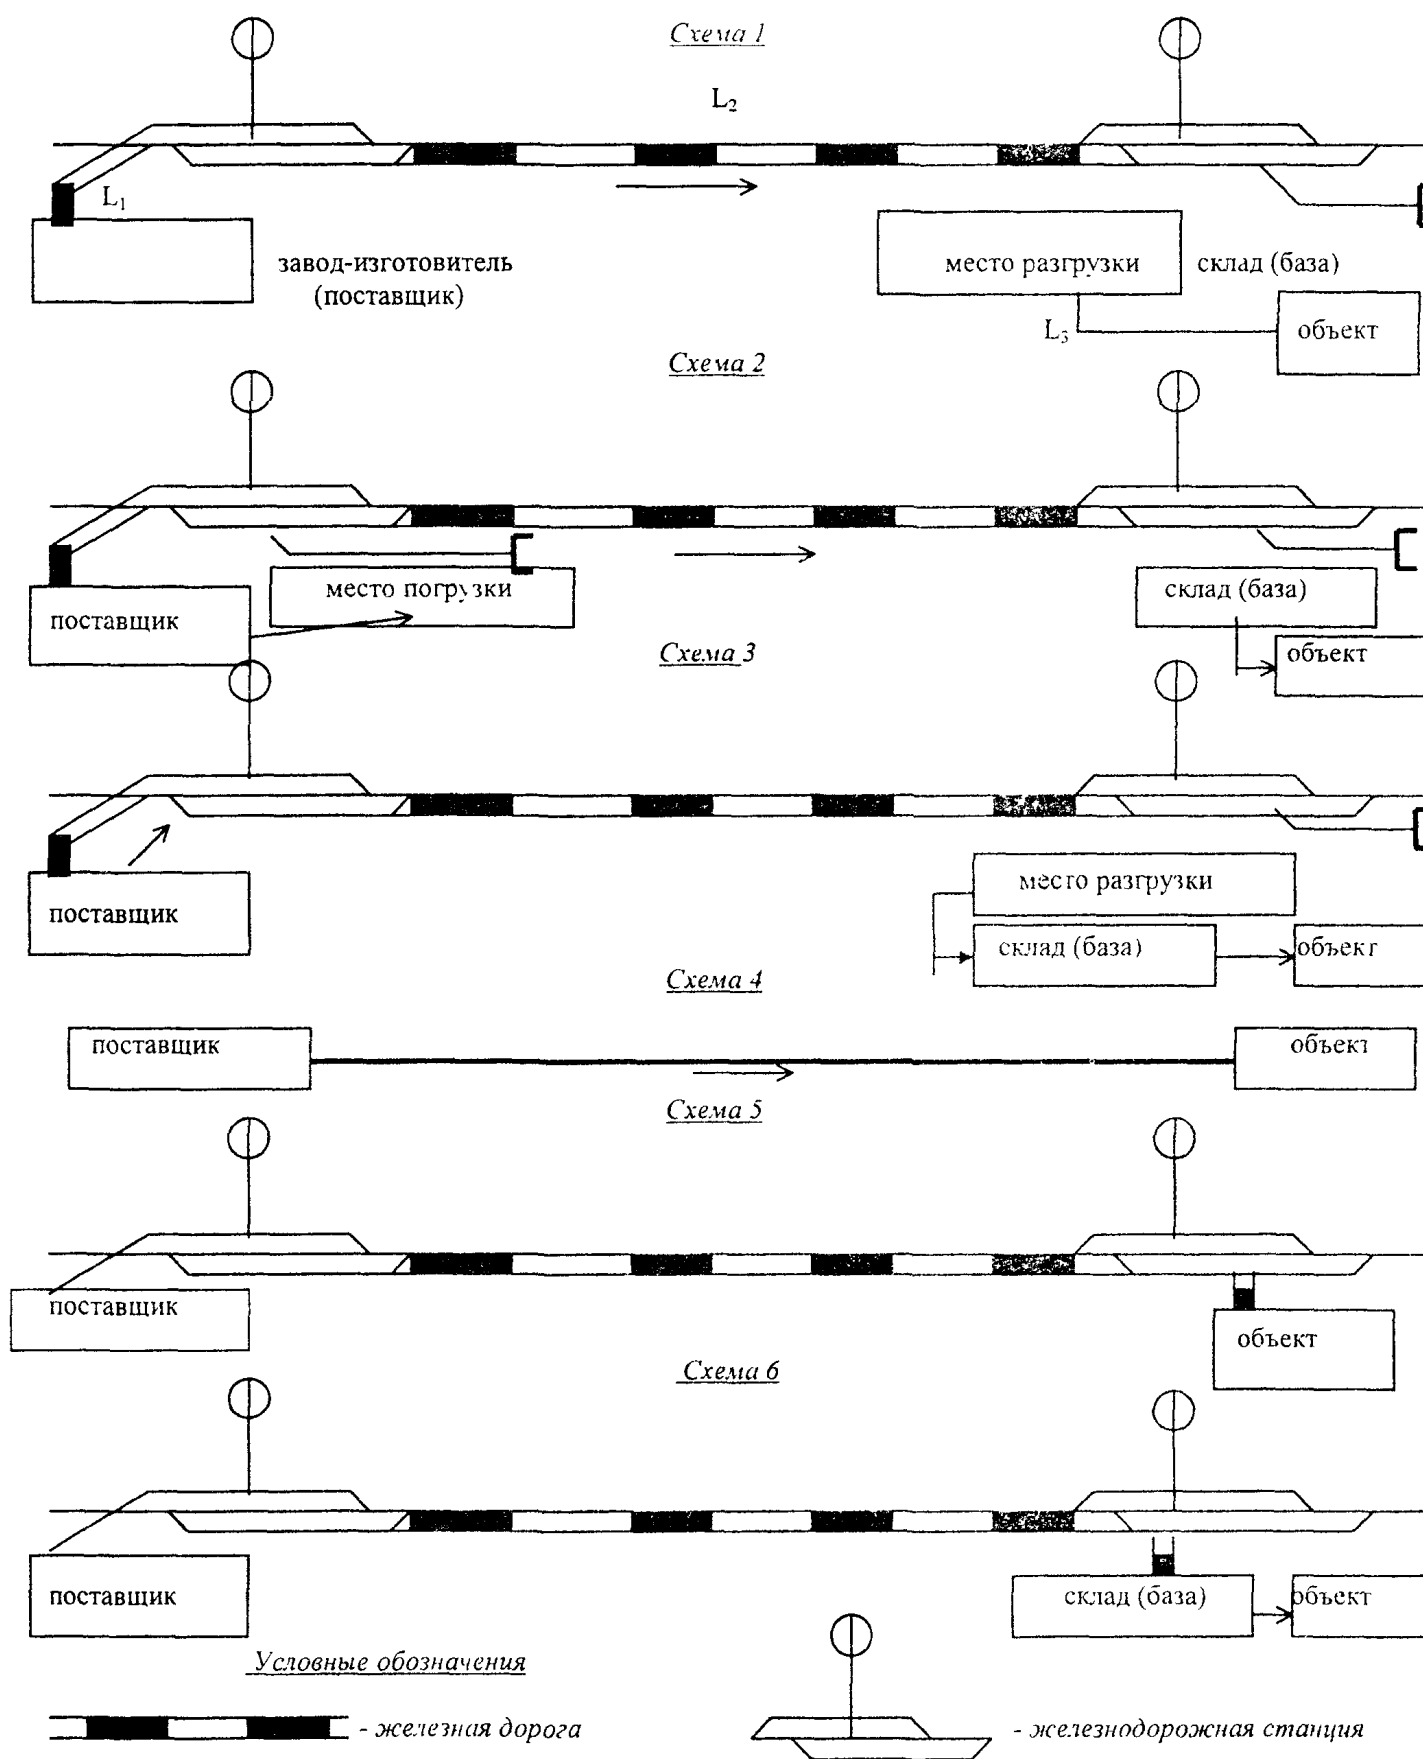 Схема 1
L₂
L₁
завод-изготовитель
(поставщик)
место разгрузки
склад (база)
L₃
объект
Схема 2
место погрузки
поставщик
склад (база)
объект
Схема 3
место разгрузки
поставщик
склад (база)
объект
Схема 4
поставщик
объект
Схема 5
поставщик
объект
Схема 6
поставщик
склад (база)
объект
Условные обозначения
- железная дорога
- железнодорожная станция